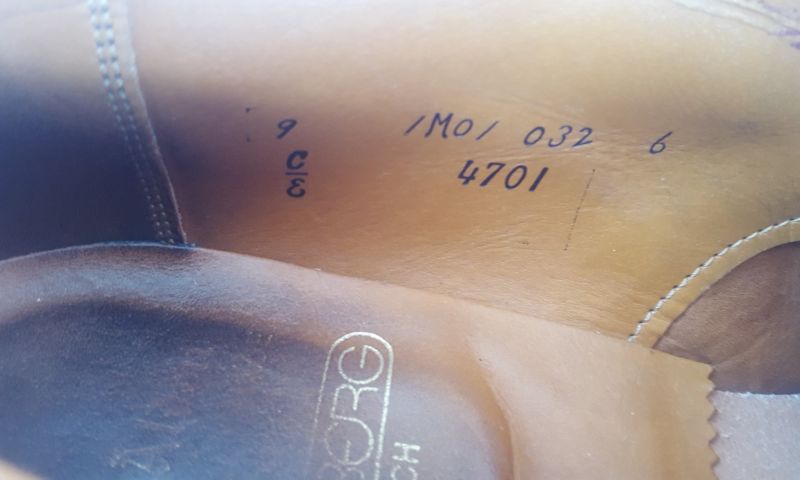 9 /MO/ 032 6
C/E 4701
BERG
CH